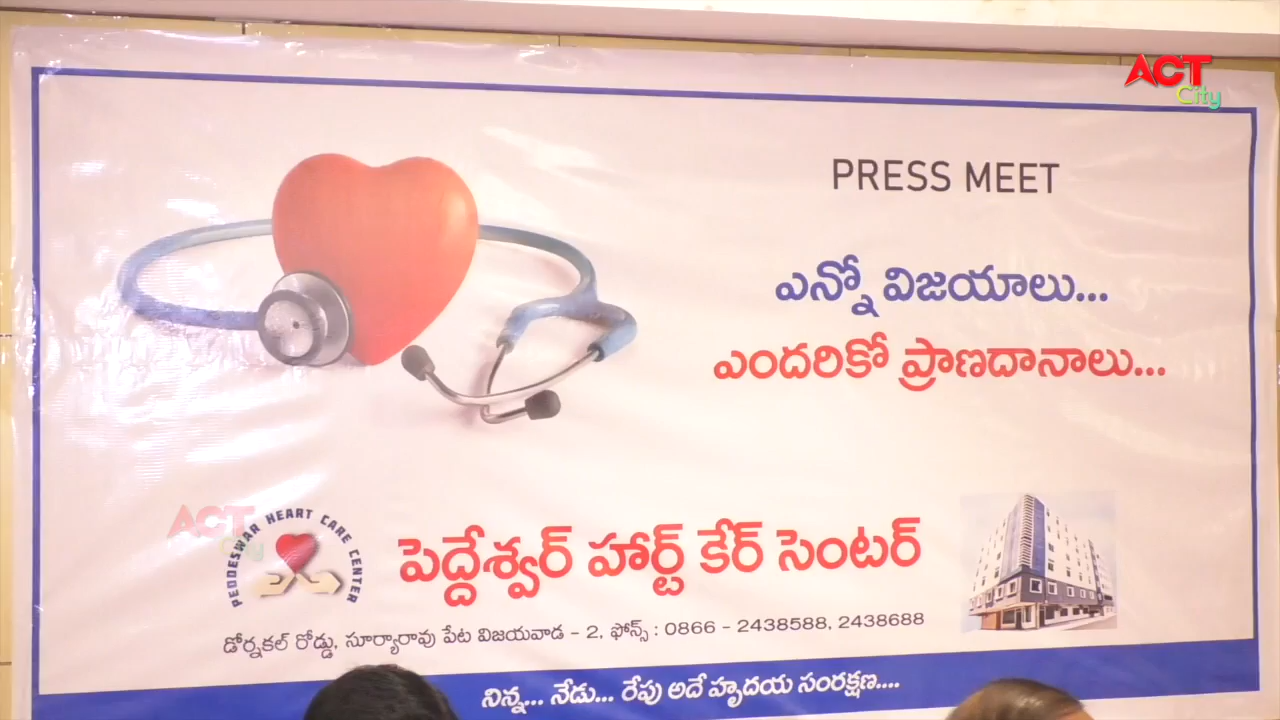 ACT
City
PRESS MEET
ఎన్నో విజయాలు...
ఎందరికో ప్రాణదానాలు...
ACT
City
PEDDESWAR HEART CARE CENTER
పెద్దేశ్వర్ హార్ట్ కేర్ సెంటర్
డోర్నకల్ రోడ్డు, సూర్యారావు పేట విజయవాడ - 2, ఫోన్స్ : 0866 - 2438588, 2438688
నిన్న... నేడు... రేపు అదే హృదయ సంరక్షణ....